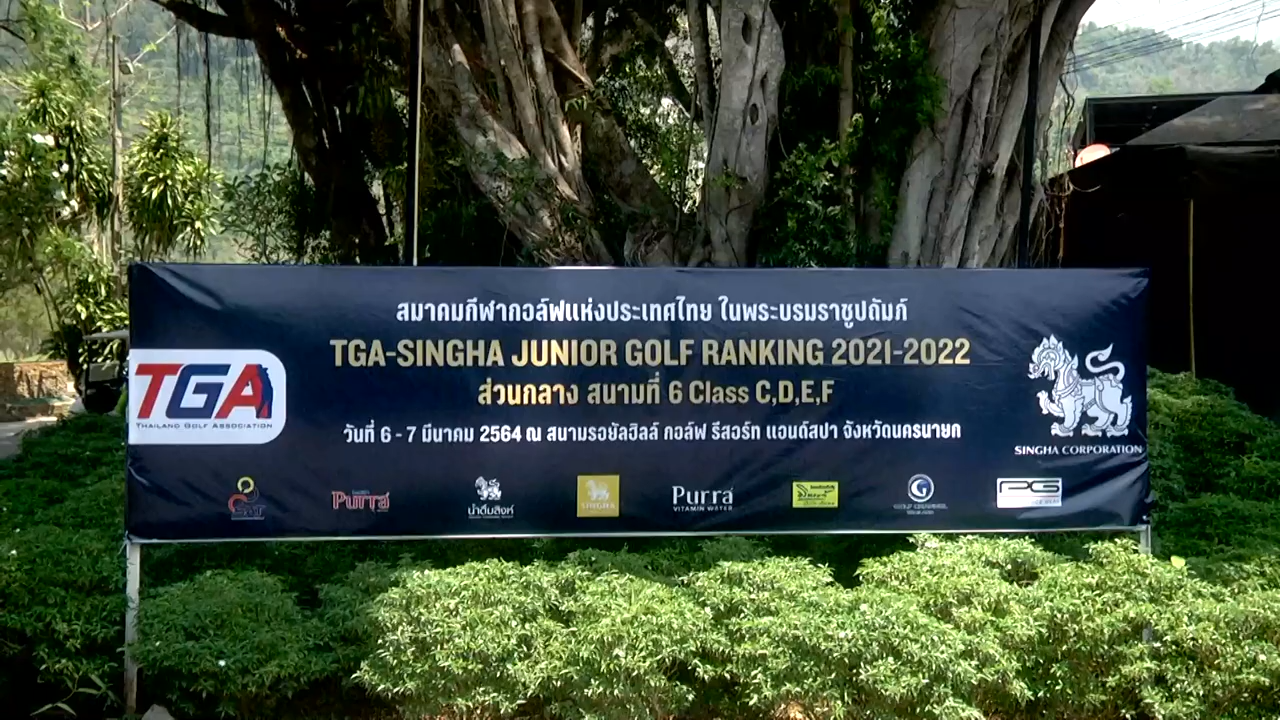 สมาคมกีฬากอล์ฟแห่งประเทศไทย ในพระบรมราชูปถัมภ์
TGA-SINGHA JUNIOR GOLF RANKING 2021-2022
ส่วนกลาง สนามที่ 6 Class C,D,E,F
วันที่ 6 - 7 มีนาคม 2564 ณ สนามรอยัลฮิลล์ กอล์ฟ รีสอร์ท แอนด์สปา จังหวัดนครนายก
TGA
THAILAND GOLF ASSOCIATION
SINGHA CORPORATION
SAT
Purra
น้ำดื่มสิงห์
SINGHA
Purra
VITAMIN WATER
GOLF CHANNEL
THAILAND
PG